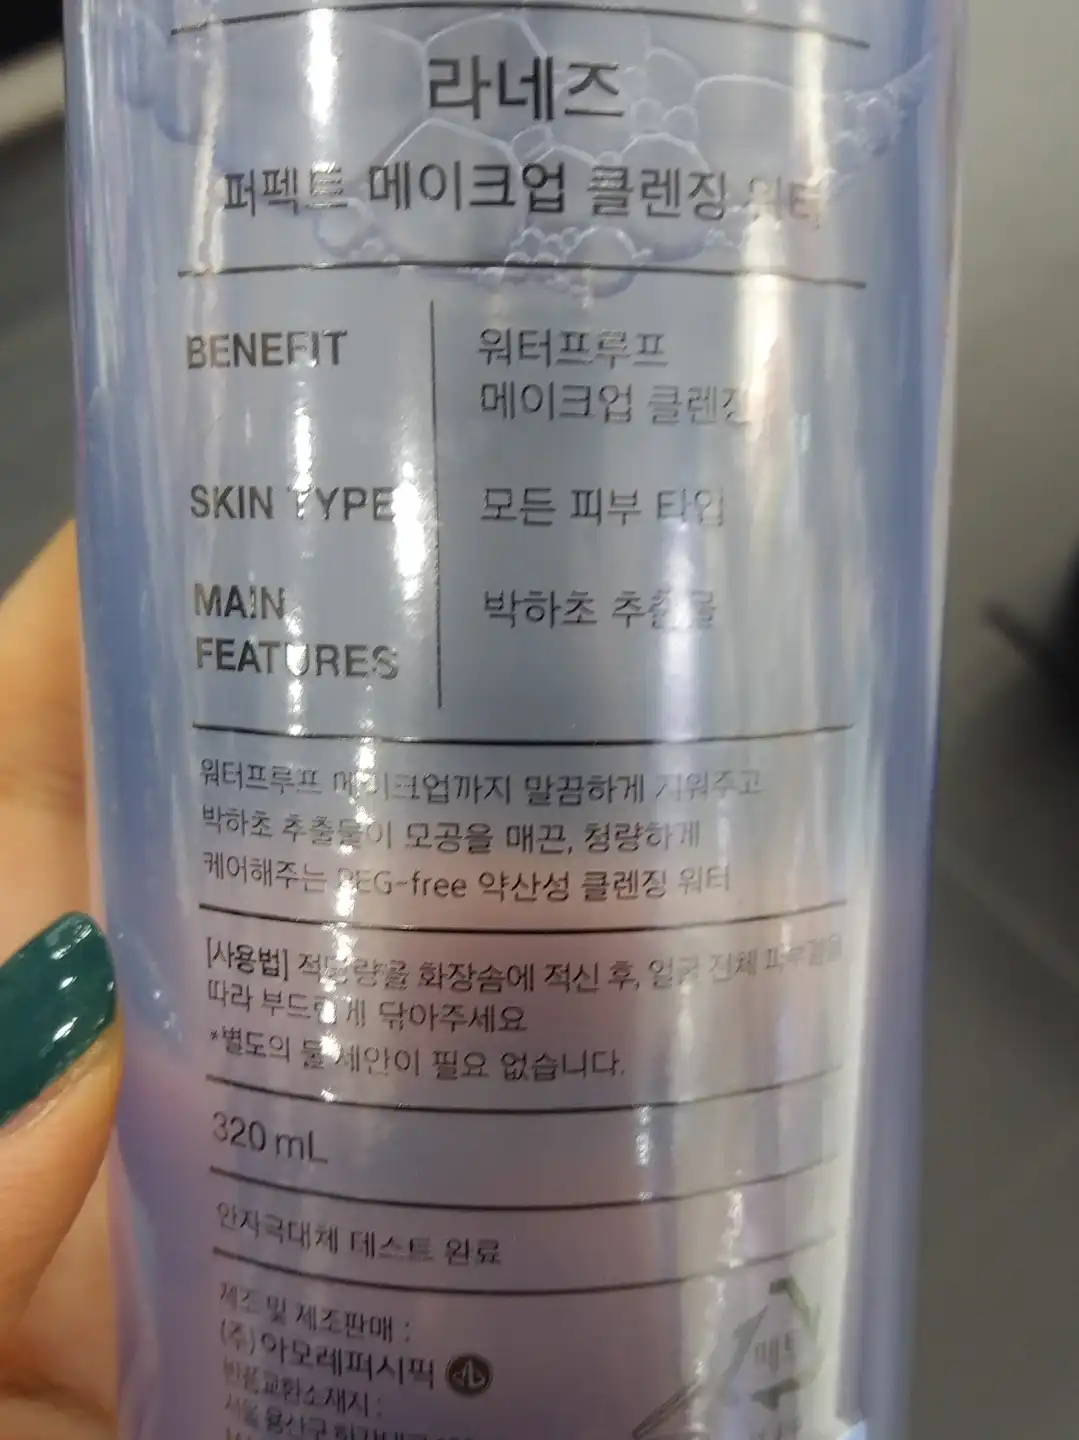 라네즈
퍼펙트 메이크업 클렌징 워터
BENEFIT
워터프루프
메이크업 클렌징
SKIN TYPE
모든 피부 타입
MAIN
FEATURES
박하초 추출물
워터프루프 메이크업까지 말끔하게 지워주고
박하초 추출물이 모공을 매끈, 청량하게
케어해주는 PEG-free 약산성 클렌징 워터
[사용법] 적당량을 화장솜에 적신 후, 얼굴 전체 피부결을
따라 부드럽게 닦아주세요
*별도의 물 세안이 필요 없습니다.
320 mL
안자극대체 테스트 완료
제조 및 제조판매 :
(주)아모레퍼시픽
반품교환소재지 :
서울 용산구